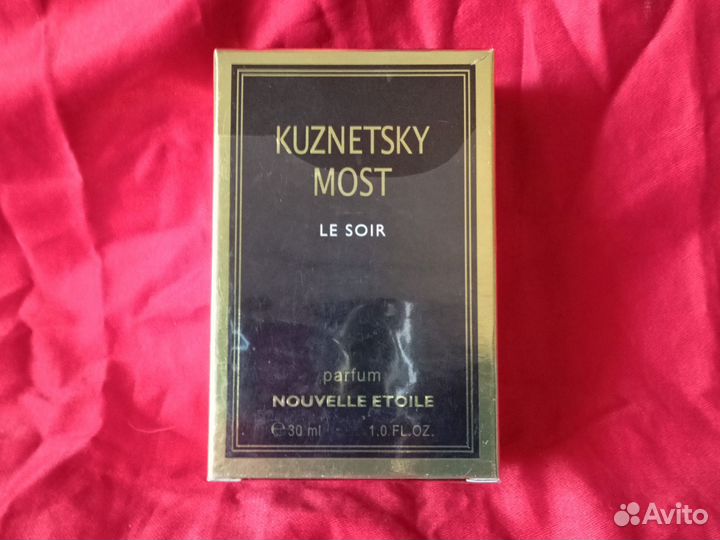 KUZNETSKY
MOST
LE SOIR
parfum
NOUVELLE ETOILE
℮30 ml 1.0 FL.OZ.
Avito